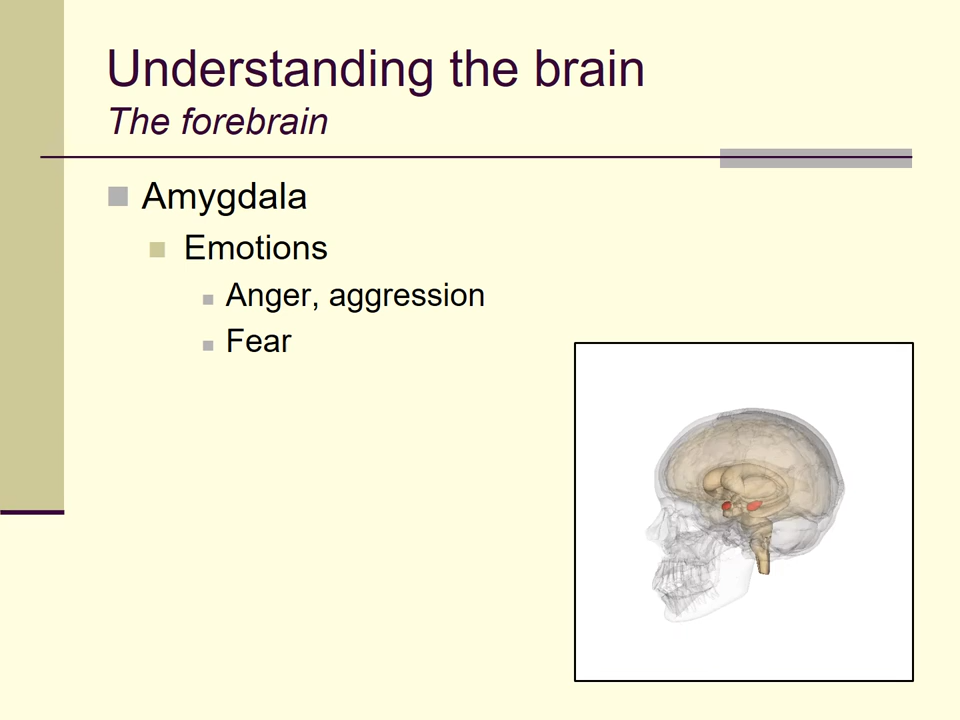 Understanding the brain
The forebrain
Amygdala
Emotions
Anger, aggression
Fear